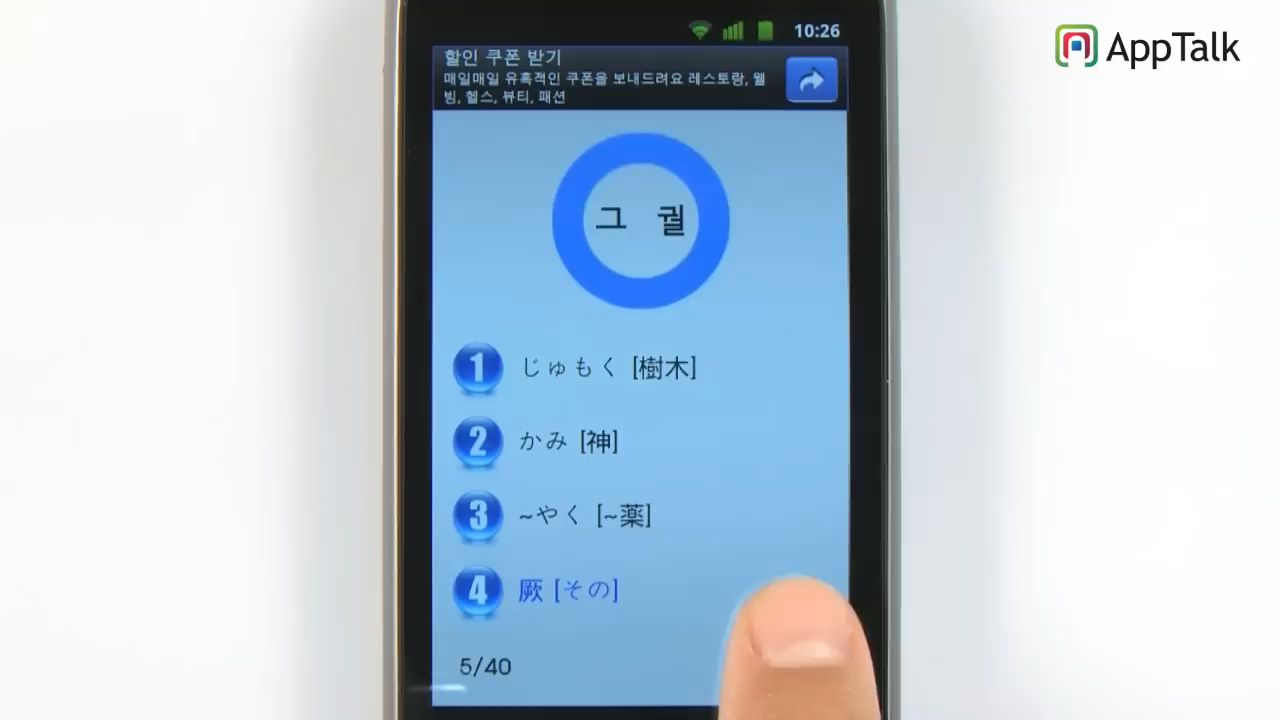 10:26
AppTalk
할인 쿠폰 받기
매일매일 유혹적인 쿠폰을 보내드려요 레스토랑, 웰
빙, 헬스, 뷰티, 패션
그 궐
1 じゅもく [樹木]
2 かみ [神]
3 ~やく [~薬]
4 厥 [その]
5/40